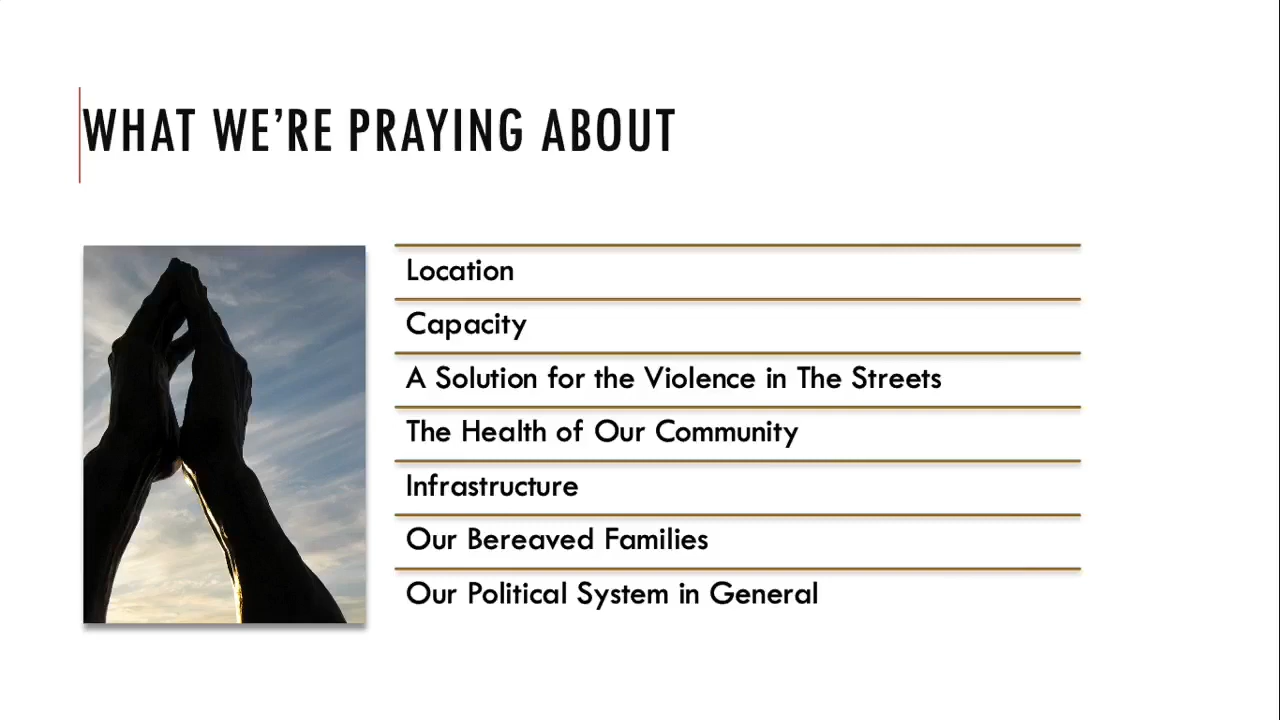 WHAT WE'RE PRAYING ABOUT
Location
Capacity
A Solution for the Violence in The Streets
The Health of Our Community
Infrastructure
Our Bereaved Families
Our Political System in General